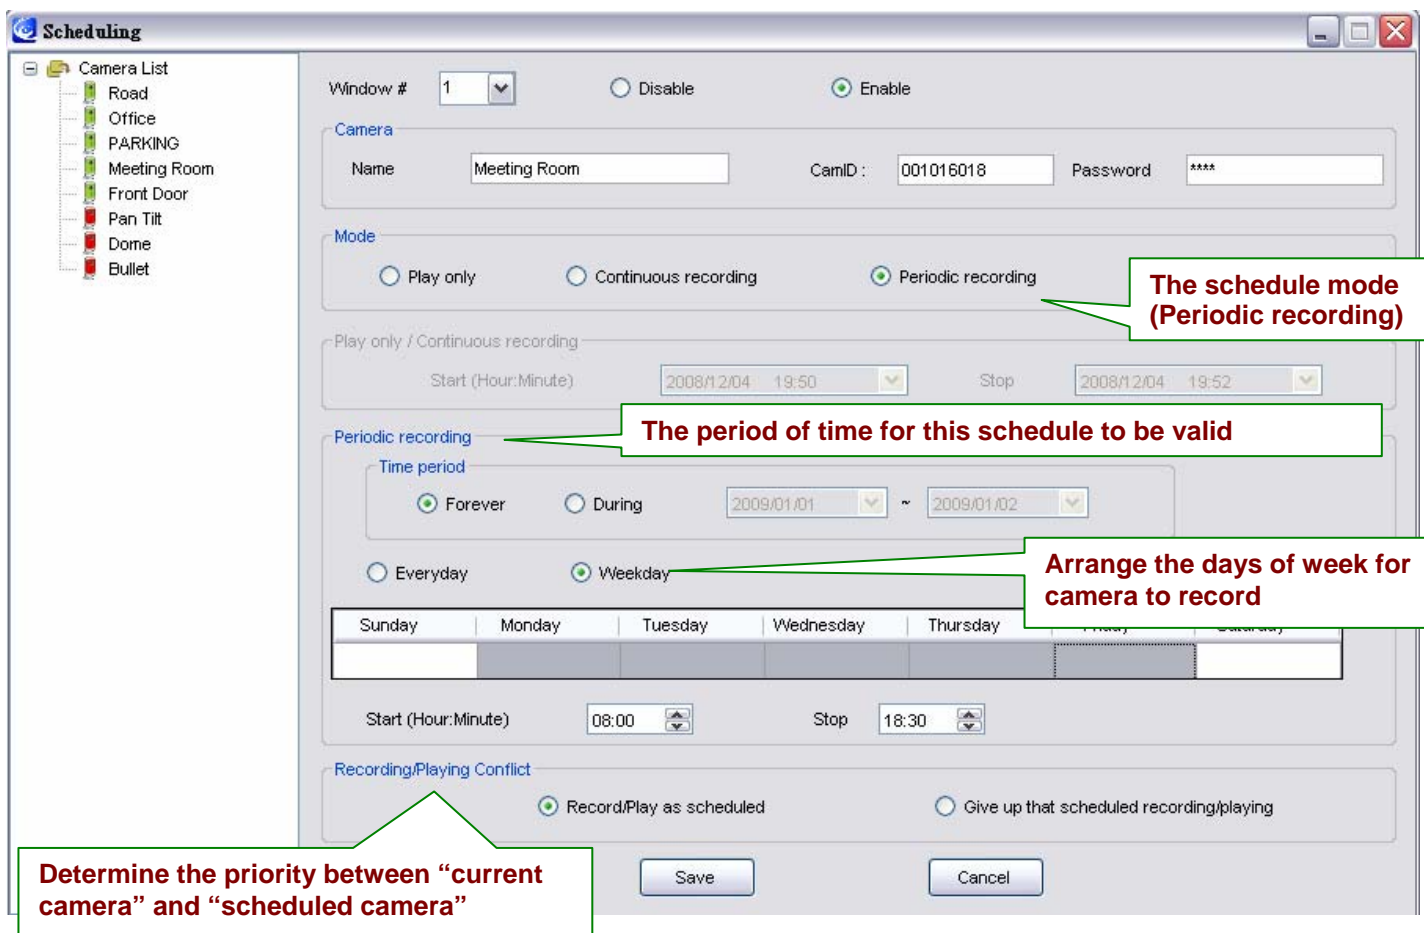 Scheduling
Camera List
Road
Office
PARKING
Meeting Room
Front Door
Pan Tilt
Dome
Bullet
Window # 1 Disable Enable
Camera
Name Meeting Room CamID : 001016018 Password ****
Mode
Play only Continuous recording Periodic recording
The schedule mode
(Periodic recording)
Play only / Continuous recording
Start (Hour:Minute) 2008/12/04 19:50 Stop 2008/12/04 19:52
Periodic recording
The period of time for this schedule to be valid
Time period
Forever During 2009/01/01 ~ 2009/01/02
Everyday Weekday
Arrange the days of week for
camera to record
Sunday Monday Tuesday Wednesday Thursday Friday Saturday
Start (Hour:Minute) 08:00 Stop 18:30
Recording/Playing Conflict
Record/Play as scheduled Give up that scheduled recording/playing
Determine the priority between “current
camera” and “scheduled camera”
Save Cancel